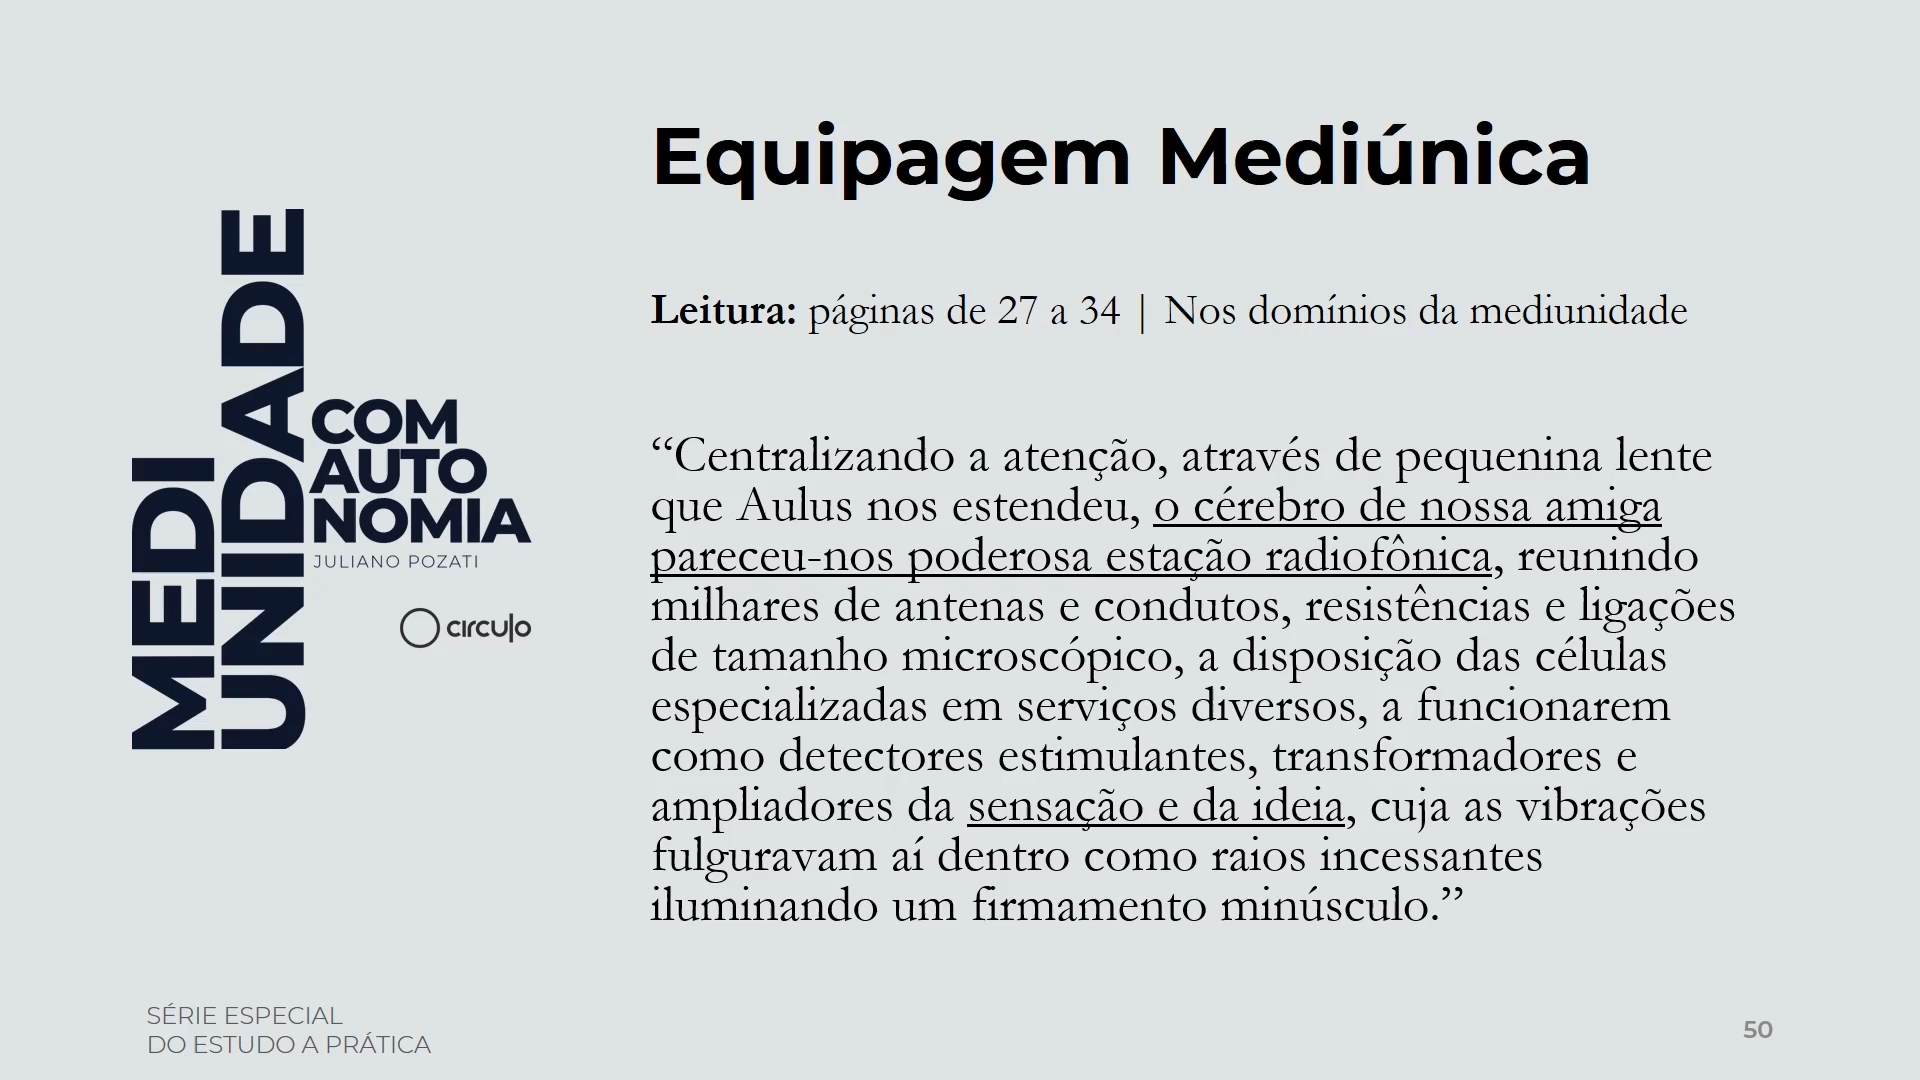 MEDI
UNIDADE
COM
AUTO
NOMIA
JULIANO POZATI
circulo
Equipagem Mediúnica
Leitura: páginas de 27 a 34 | Nos domínios da mediunidade
“Centralizando a atenção, através de pequenina lente
que Aulus nos estendeu, o cérebro de nossa amiga
pareceu-nos poderosa estação radiofônica, reunindo
milhares de antenas e condutos, resistências e ligações
de tamanho microscópico, a disposição das células
especializadas em serviços diversos, a funcionarem
como detectores estimulantes, transformadores e
ampliadores da sensação e da ideia, cuja as vibrações
fulguravam aí dentro como raios incessantes
iluminando um firmamento minúsculo.”
SÉRIE ESPECIAL
DO ESTUDO A PRÁTICA
50